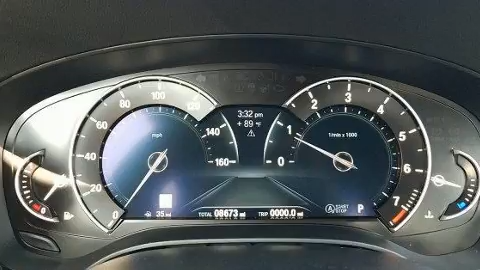 80 100 120 140 160
60
40
20
0
mph
3:32 pm
+ 89 °F
2 3 4 5 6 7
1
0
1/min x 1000
35 mi
TOTAL 08673 mi TRIP 0000.0 mi
A START
STOP
P